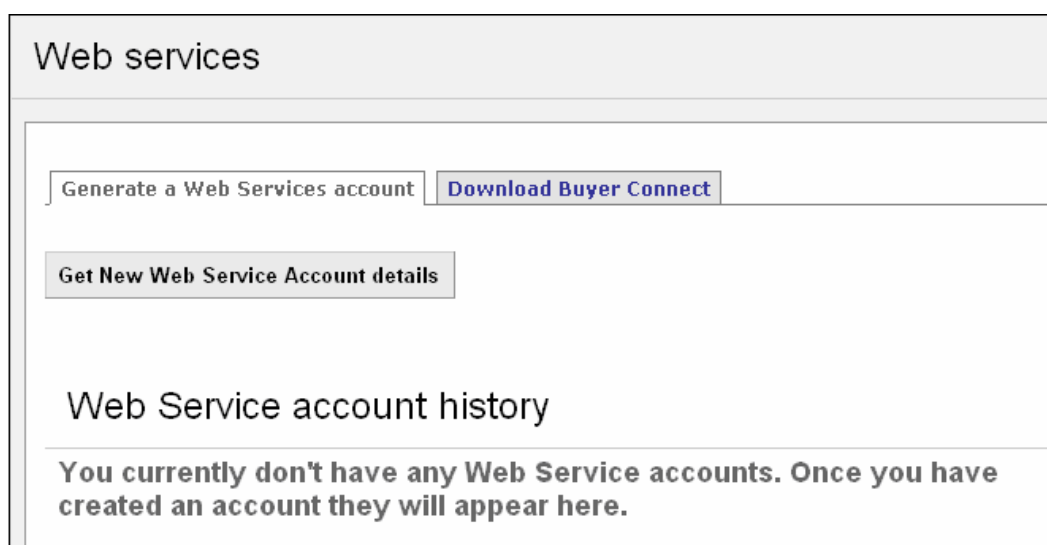 Web services
Generate a Web Services account Download Buyer Connect
Get New Web Service Account details
Web Service account history
You currently don't have any Web Service accounts. Once you have
created an account they will appear here.